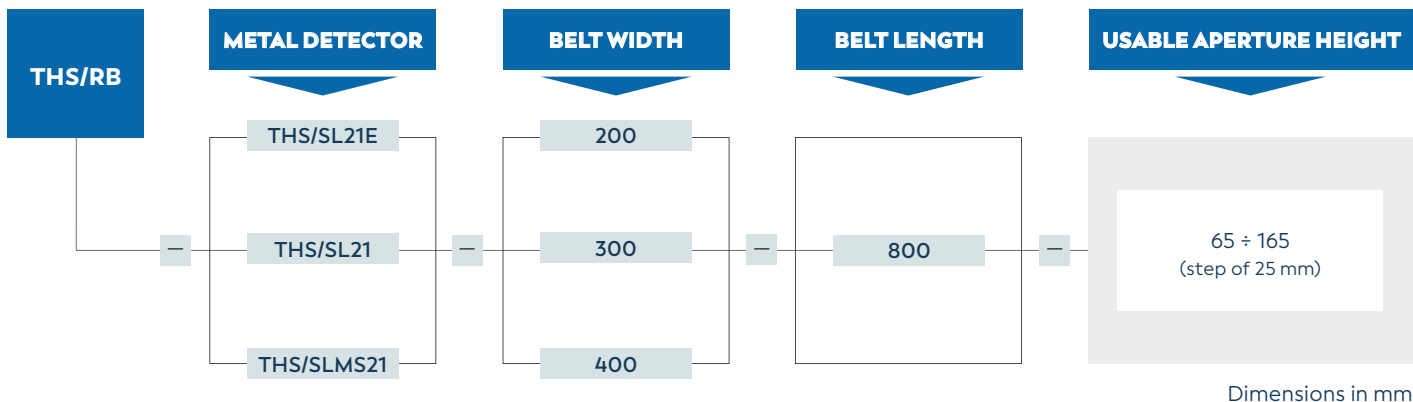 THS/RB
METAL DETECTOR
BELT WIDTH
BELT LENGTH
USABLE APERTURE HEIGHT
THS/SL21E
THS/SL21
THS/SLMS21
200
300
400
800
65 ÷ 165
(step of 25 mm)
–
–
–
–
Dimensions in mm